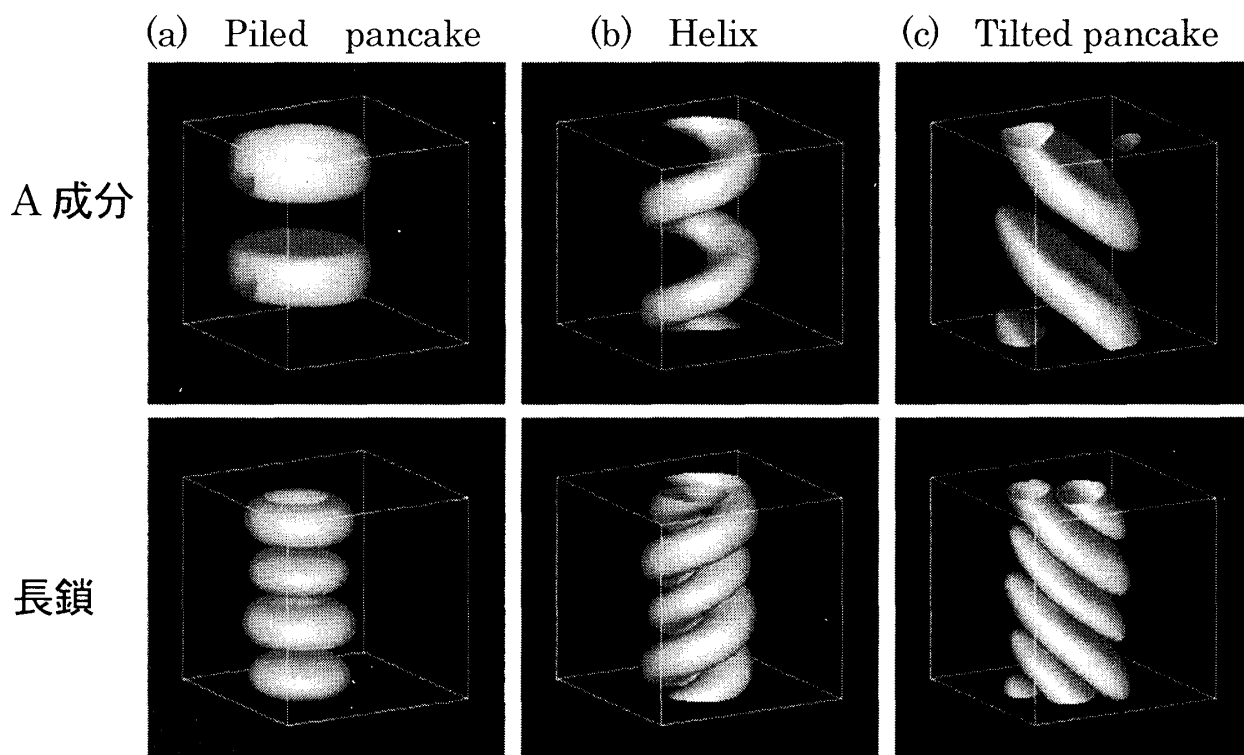 (a) Piled pancake
(b) Helix
(c) Tilted pancake
A 成分
長鎖